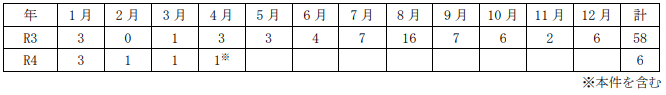 年 1月 2月 3月 4月 5月 6月 7月 8月 9月 10月 11月 12月 計
R3 3 0 1 3 3 4 7 16 7 6 2 6 58
R4 3 1 1 1※ 6
※本件を含む